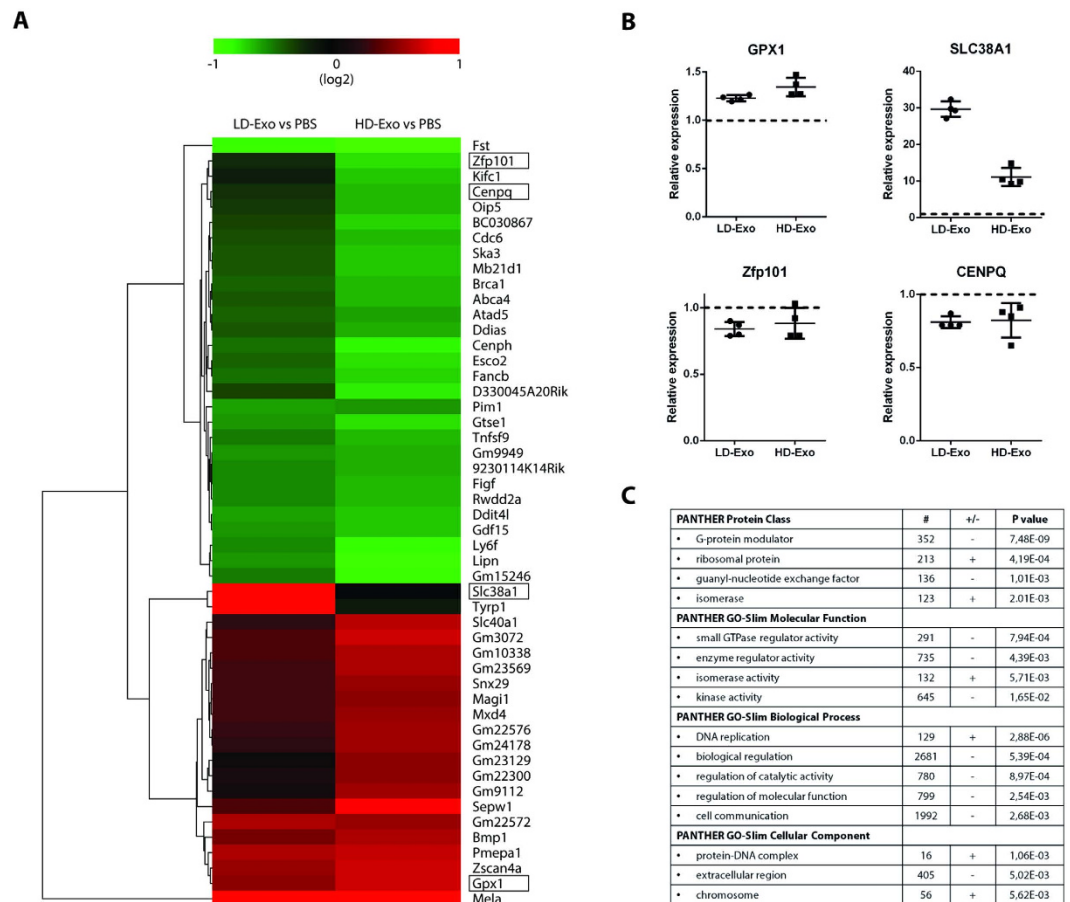 A
-1
0
1
(log2)
LD-Exo vs PBS
HD-Exo vs PBS
Fst
Zfp101
Kifc1
Cenpq
Oip5
BC030867
Cdc6
Ska3
Mb21d1
Brca1
Abca4
Atad5
Ddias
Cenph
Esco2
Fancb
D330045A20Rik
Pim1
Gtse1
Tnfsf9
Gm9949
9230114K14Rik
Figf
Rwdd2a
Ddit4l
Gdf15
Ly6f
Lipn
Gm15246
Slc38a1
Tyrp1
Slc40a1
Gm3072
Gm10338
Gm23569
Snx29
Magi1
Mxd4
Gm22576
Gm24178
Gm23129
Gm22300
Gm9112
Sepw1
Gm22572
Bmp1
Pmepa1
Zscan4a
Gpx1
Mela
B
GPX1
Relative expression
1.5
1.0
0.5
0.0
LD-Exo HD-Exo
SLC38A1
Relative expression
40
30
20
10
0
LD-Exo HD-Exo
Zfp101
Relative expression
1.0
0.5
0.0
LD-Exo HD-Exo
CENPQ
Relative expression
1.0
0.5
0.0
LD-Exo HD-Exo
C
PANTHER Protein Class # +/- P value
• G-protein modulator 352 - 7,48E-09
• ribosomal protein 213 + 4,19E-04
• guanyl-nucleotide exchange factor 136 - 1,01E-03
• isomerase 123 + 2.01E-03
PANTHER GO-Slim Molecular Function
• small GTPase regulator activity 291 - 7,94E-04
• enzyme regulator activity 735 - 4,39E-03
• isomerase activity 132 + 5,71E-03
• kinase activity 645 - 1,65E-02
PANTHER GO-Slim Biological Process
• DNA replication 129 + 2,88E-06
• biological regulation 2681 - 5,39E-04
• regulation of catalytic activity 780 - 8,97E-04
• regulation of molecular function 799 - 2,54E-03
• cell communication 1992 - 2,68E-03
PANTHER GO-Slim Cellular Component
• protein-DNA complex 16 + 1,06E-03
• extracellular region 405 - 5,02E-03
• chromosome 56 + 5,62E-03